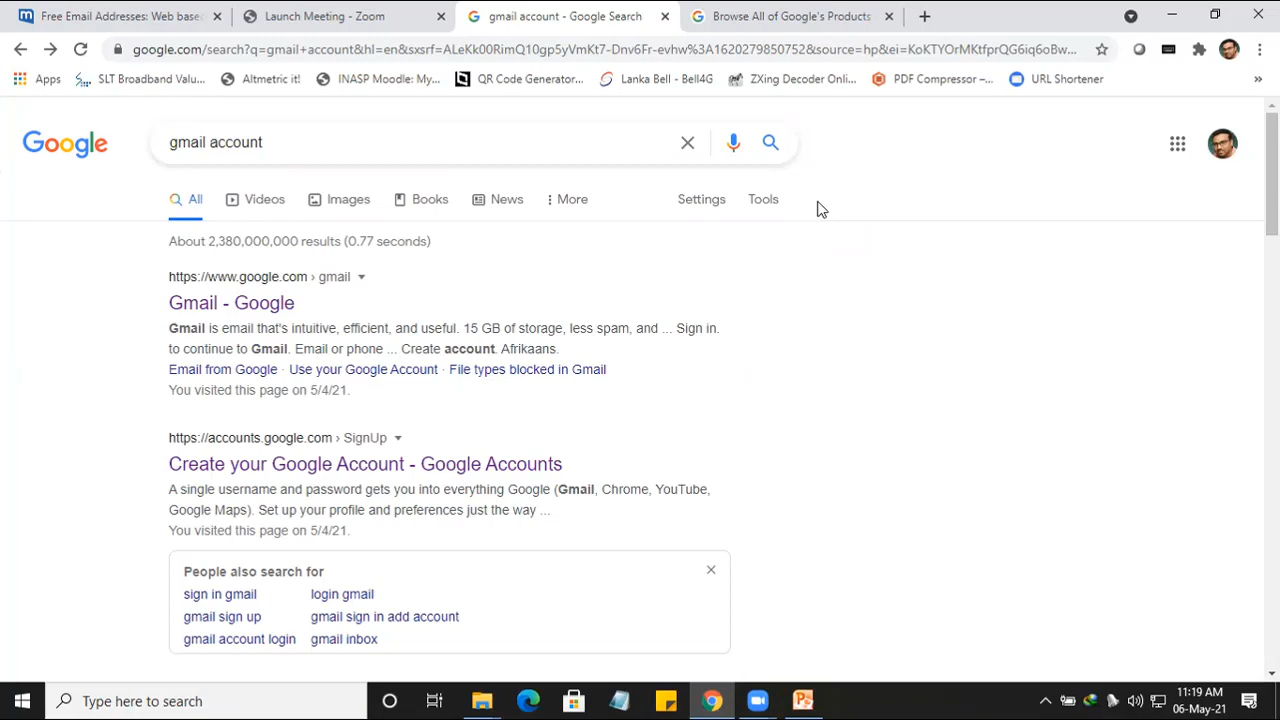 Free Email Addresses: Web base
Launch Meeting - Zoom
gmail account - Google Search
Browse All of Google's Products
google.com/search?q=gmail+account&hl=en&sxsrf=ALeKk00RimQ10gp5yVmKt7-Dnv6Fr-evhw%3A1620279850752&source=hp&ei=KoKTYOrMKtfprQG6iq6oBw...
Apps
SLT Broadband Valu...
Altmetric it!
INASP Moodle: My...
QR Code Generator...
Lanka Bell - Bell4G
ZXing Decoder Onli...
PDF Compressor –...
URL Shortener
»
Google
gmail account
All
Videos
Images
Books
News
More
Settings
Tools
About 2,380,000,000 results (0.77 seconds)
https://www.google.com › gmail
Gmail - Google
Gmail is email that's intuitive, efficient, and useful. 15 GB of storage, less spam, and ... Sign in.
to continue to Gmail. Email or phone ... Create account. Afrikaans.
Email from Google · Use your Google Account · File types blocked in Gmail
You visited this page on 5/4/21.
https://accounts.google.com › SignUp
Create your Google Account - Google Accounts
A single username and password gets you into everything Google (Gmail, Chrome, YouTube,
Google Maps). Set up your profile and preferences just the way ...
You visited this page on 5/4/21.
People also search for
sign in gmail
login gmail
gmail sign up
gmail sign in add account
gmail account login
gmail inbox
Type here to search
11:19 AM
06-May-21